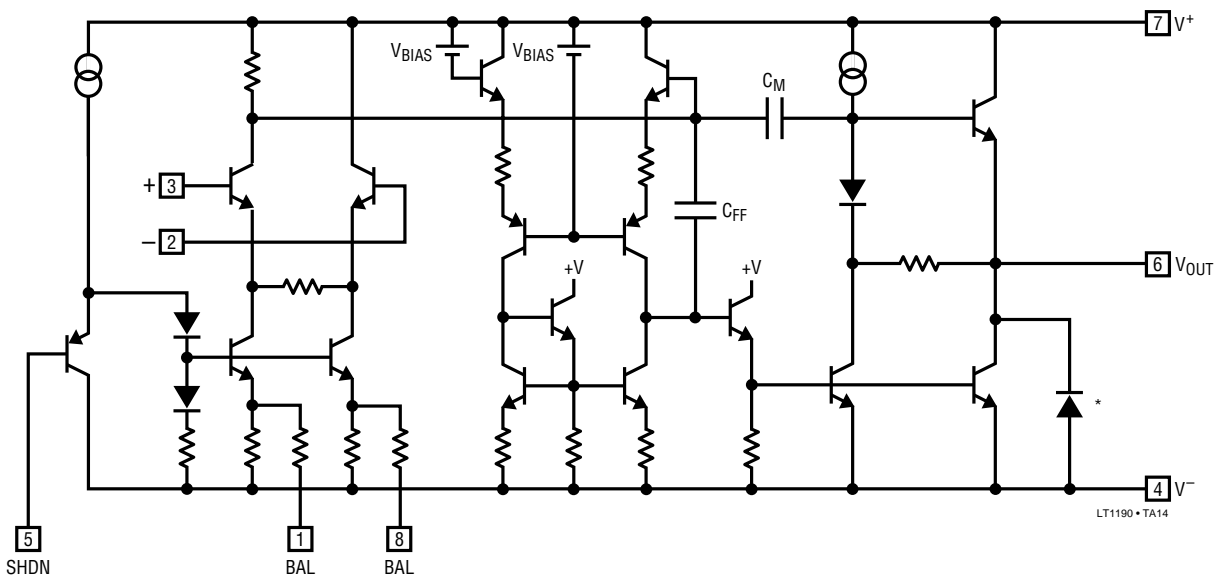 7 V+
VBIAS VBIAS
CM
+ 3
CFF
− 2
+V +V
6 VOUT
*
4 V−
LT1190 • TA14
5 1 8
SHDN BAL BAL